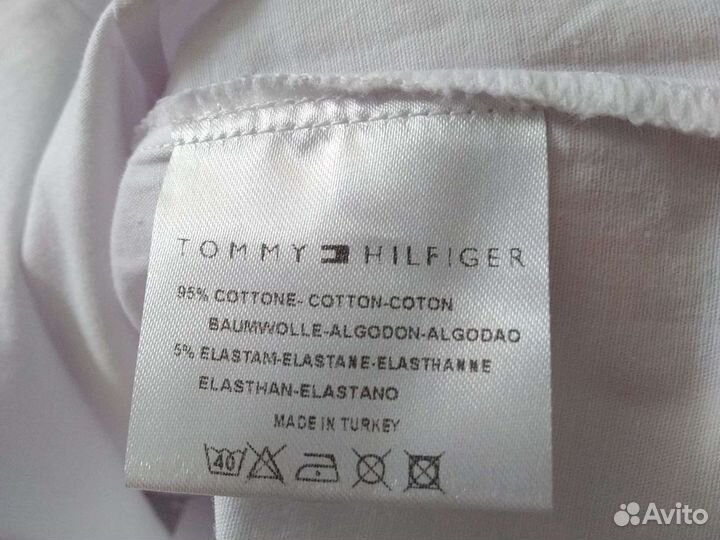 TOMMY HILFIGER
95% COTTONE- COTTON-COTON
BAUMWOLLE-ALGODON-ALGODAO
5% ELASTAM-ELASTANE-ELASTHANNE
ELASTHAN-ELASTANO
MADE IN TURKEY
40
Avito